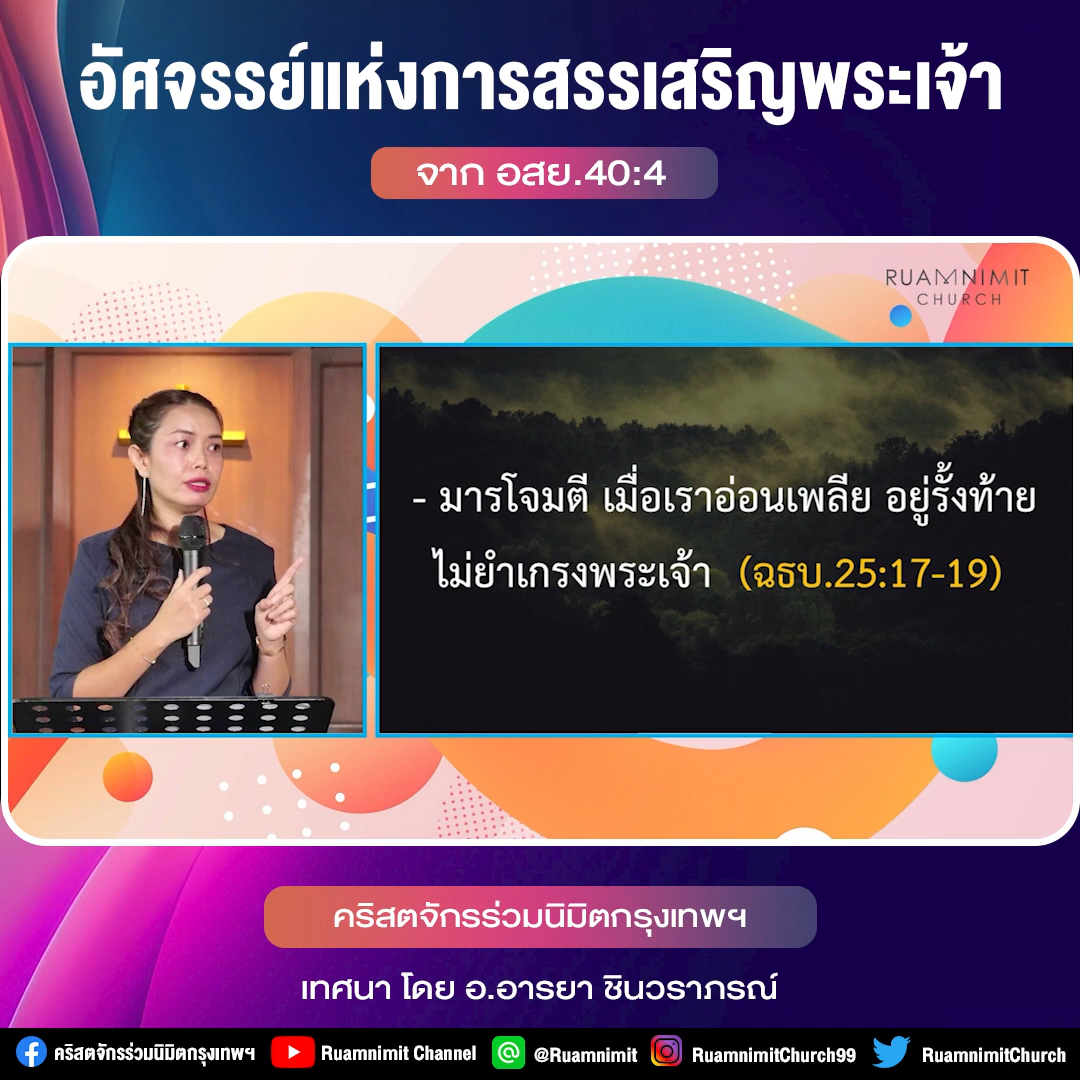 อัศจรรย์แห่งการสรรเสริญพระเจ้า
จาก อสย.40:4
RUAMNIMIT
CHURCH
- มารโจมตี เมื่อเราอ่อนเพลีย อยู่รั้งท้าย
ไม่ยำเกรงพระเจ้า (ฉธบ.25:17-19)
คริสตจักรร่วมนิมิตกรุงเทพฯ
เทศนา โดย อ.อารยา ชินวราภรณ์
คริสตจักรร่วมนิมิตกรุงเทพฯ Ruamnimit Channel @Ruamnimit RuamnimitChurch99 RuamnimitChurch